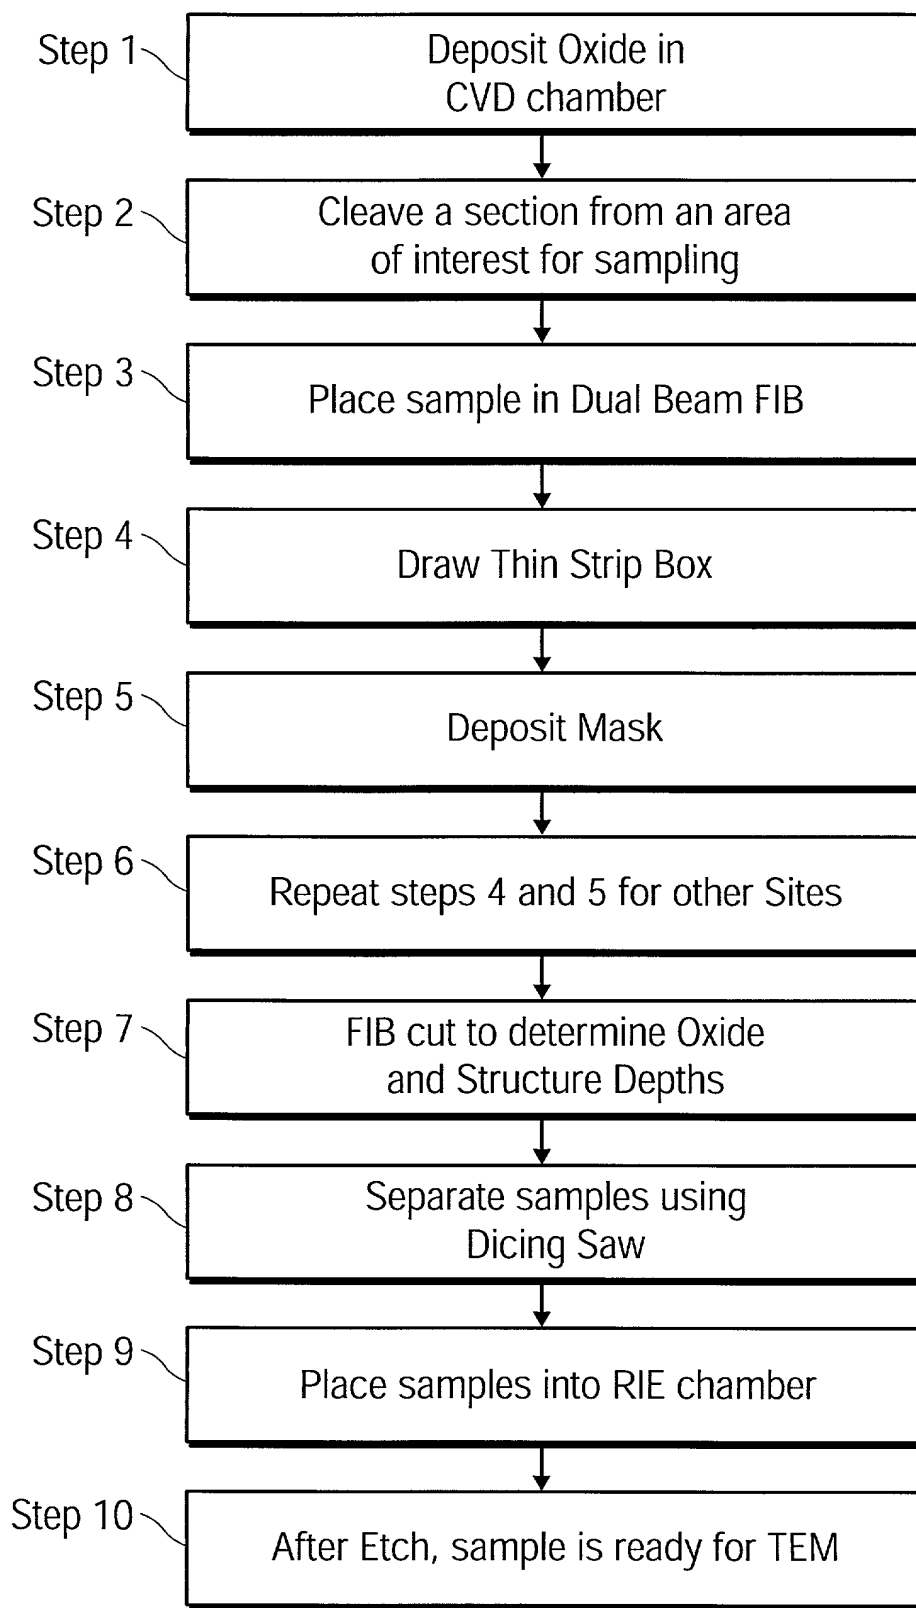 Step 1
Deposit Oxide in
CVD chamber
Step 2
Cleave a section from an area
of interest for sampling
Step 3
Place sample in Dual Beam FIB
Step 4
Draw Thin Strip Box
Step 5
Deposit Mask
Step 6
Repeat steps 4 and 5 for other Sites
Step 7
FIB cut to determine Oxide
and Structure Depths
Step 8
Separate samples using
Dicing Saw
Step 9
Place samples into RIE chamber
Step 10
After Etch, sample is ready for TEM